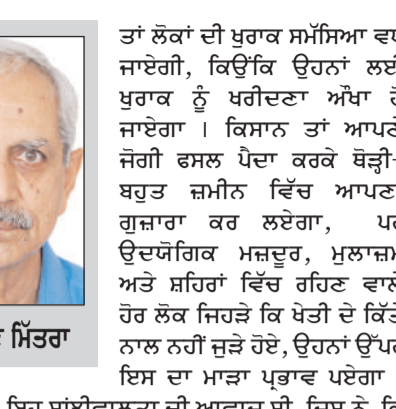 ਤਾਂ ਲੋਕਾਂ ਦੀ ਖੁਰਾਕ ਸਮੱਸਿਆ
ਜਾਏਗੀ, ਕਿਉਂਕਿ ਉਹਨਾਂ ਲਈ
ਖੁਰਾਕ ਨੂੰ ਖਰੀਦਣਾ ਔਖਾ
ਜਾਏਗਾ । ਕਿਸਾਨ ਤਾਂ ਆਪਣੇ
ਜੋਗੀ ਫਸਲ ਪੈਦਾ ਕਰਕੇ ਥੋੜ੍ਹੀ-
ਬਹੁਤ ਜ਼ਮੀਨ ਵਿੱਚ ਆਪਣਾ
ਗੁਜ਼ਾਰਾ ਕਰ ਲਏਗਾ,
ਉਦਯੋਗਿਕ ਮਜ਼ਦੂਰ, ਮੁਲਾਜ਼ਮ
ਅਤੇ ਸ਼ਹਿਰਾਂ ਵਿੱਚ ਰਹਿਣ ਵਾਲੇ
ਹੋਰ ਲੋਕ ਜਿਹੜੇ ਕਿ ਖੇਤੀ ਦੇ ਕਿੱਤੇ
ਨਾਲ ਨਹੀਂ ਜੁੜੇ ਹੋਏ, ਉਹਨਾਂ ਉੱਪਰ
ਇਸ ਦਾ ਮਾੜਾ ਪ੍ਰਭਾਵ ਪਏਗਾ
ਮਿੱਤਰਾ